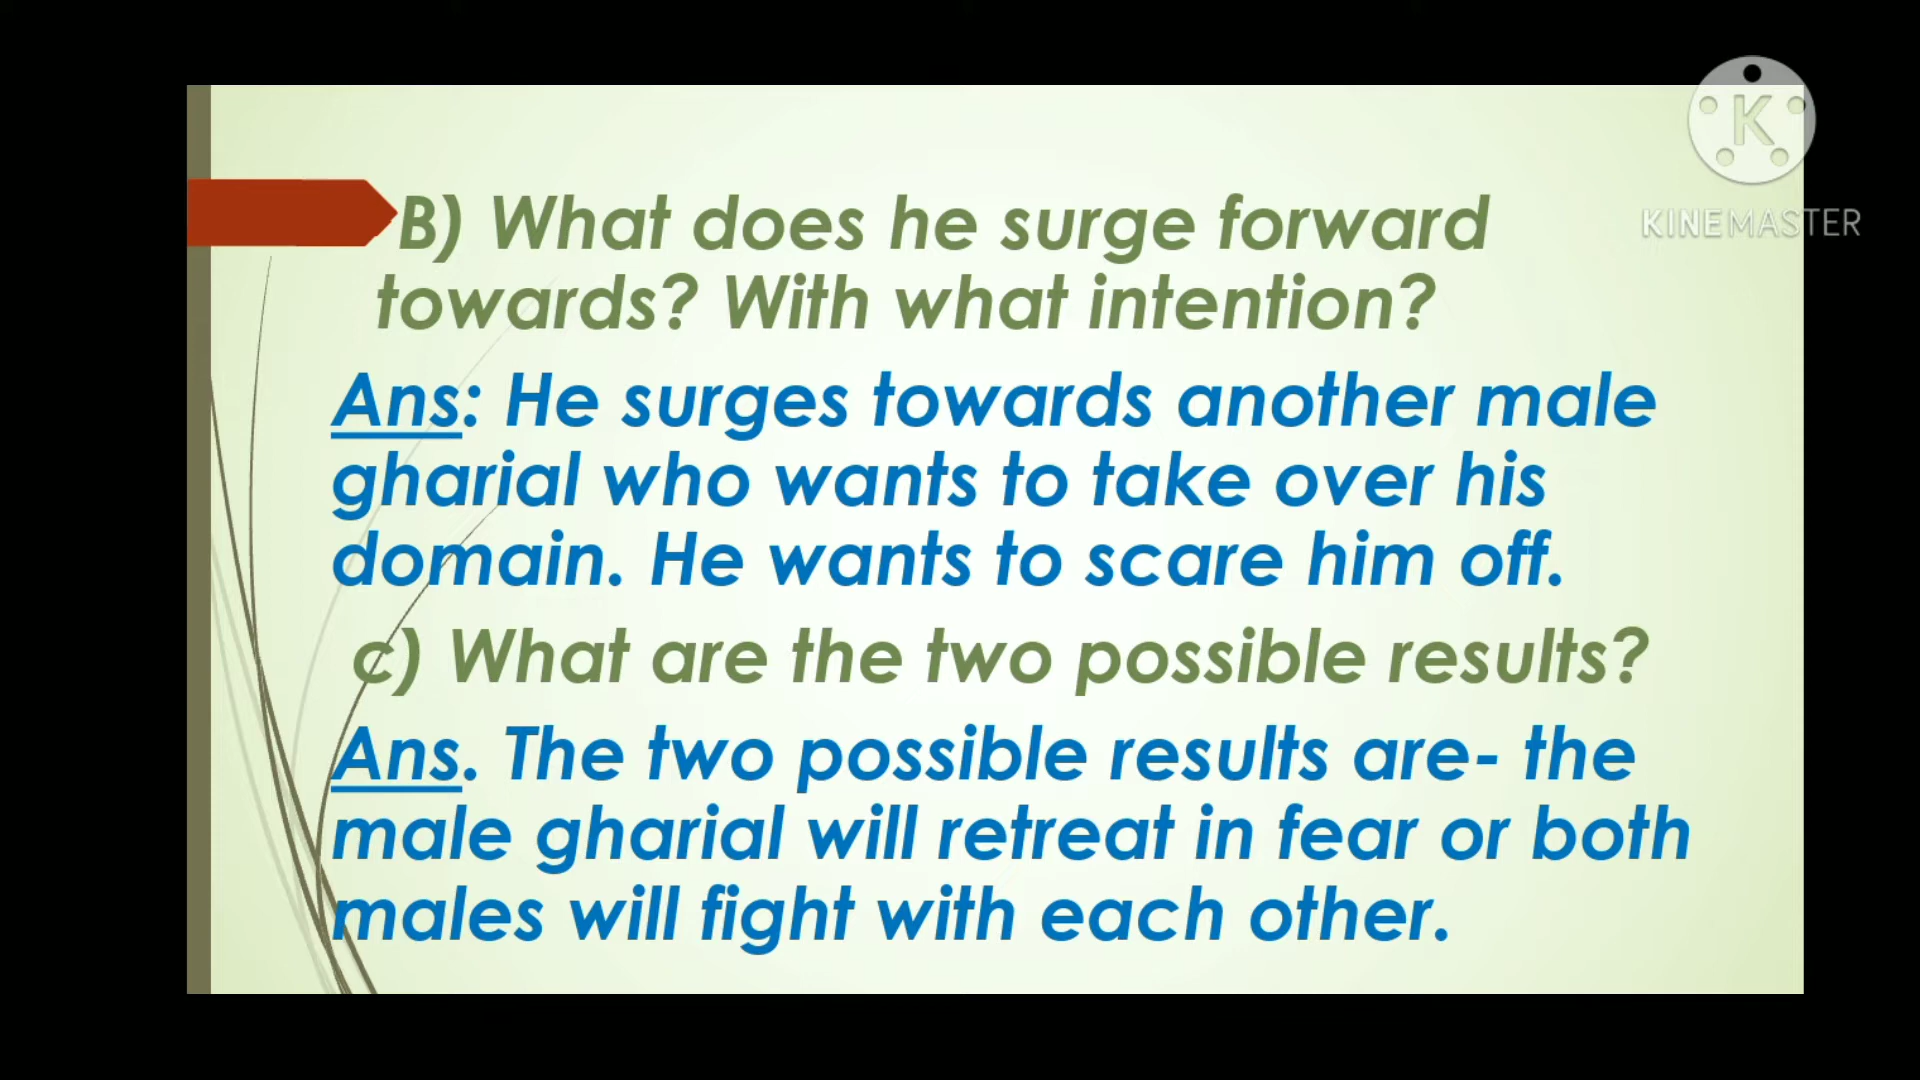 K
KINEMASTER
B) What does he surge forward
towards? With what intention?
Ans: He surges towards another male
gharial who wants to take over his
domain. He wants to scare him off.
c) What are the two possible results?
Ans. The two possible results are- the
male gharial will retreat in fear or both
males will fight with each other.